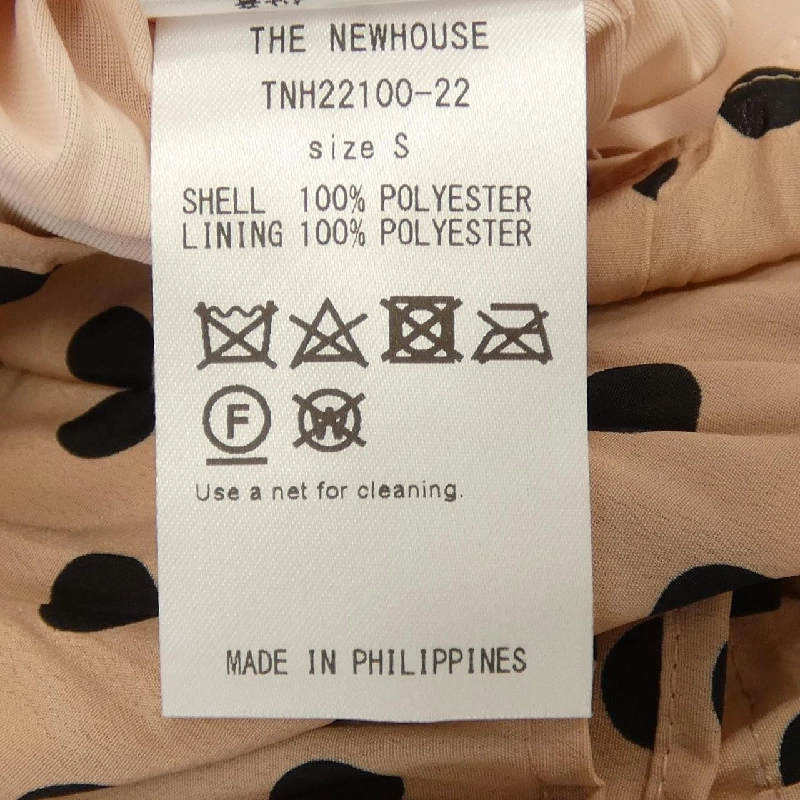 THE NEWHOUSE
TNH22100-22
size S
SHELL 100% POLYESTER
LINING 100% POLYESTER
F W
Use a net for cleaning.
MADE IN PHILIPPINES